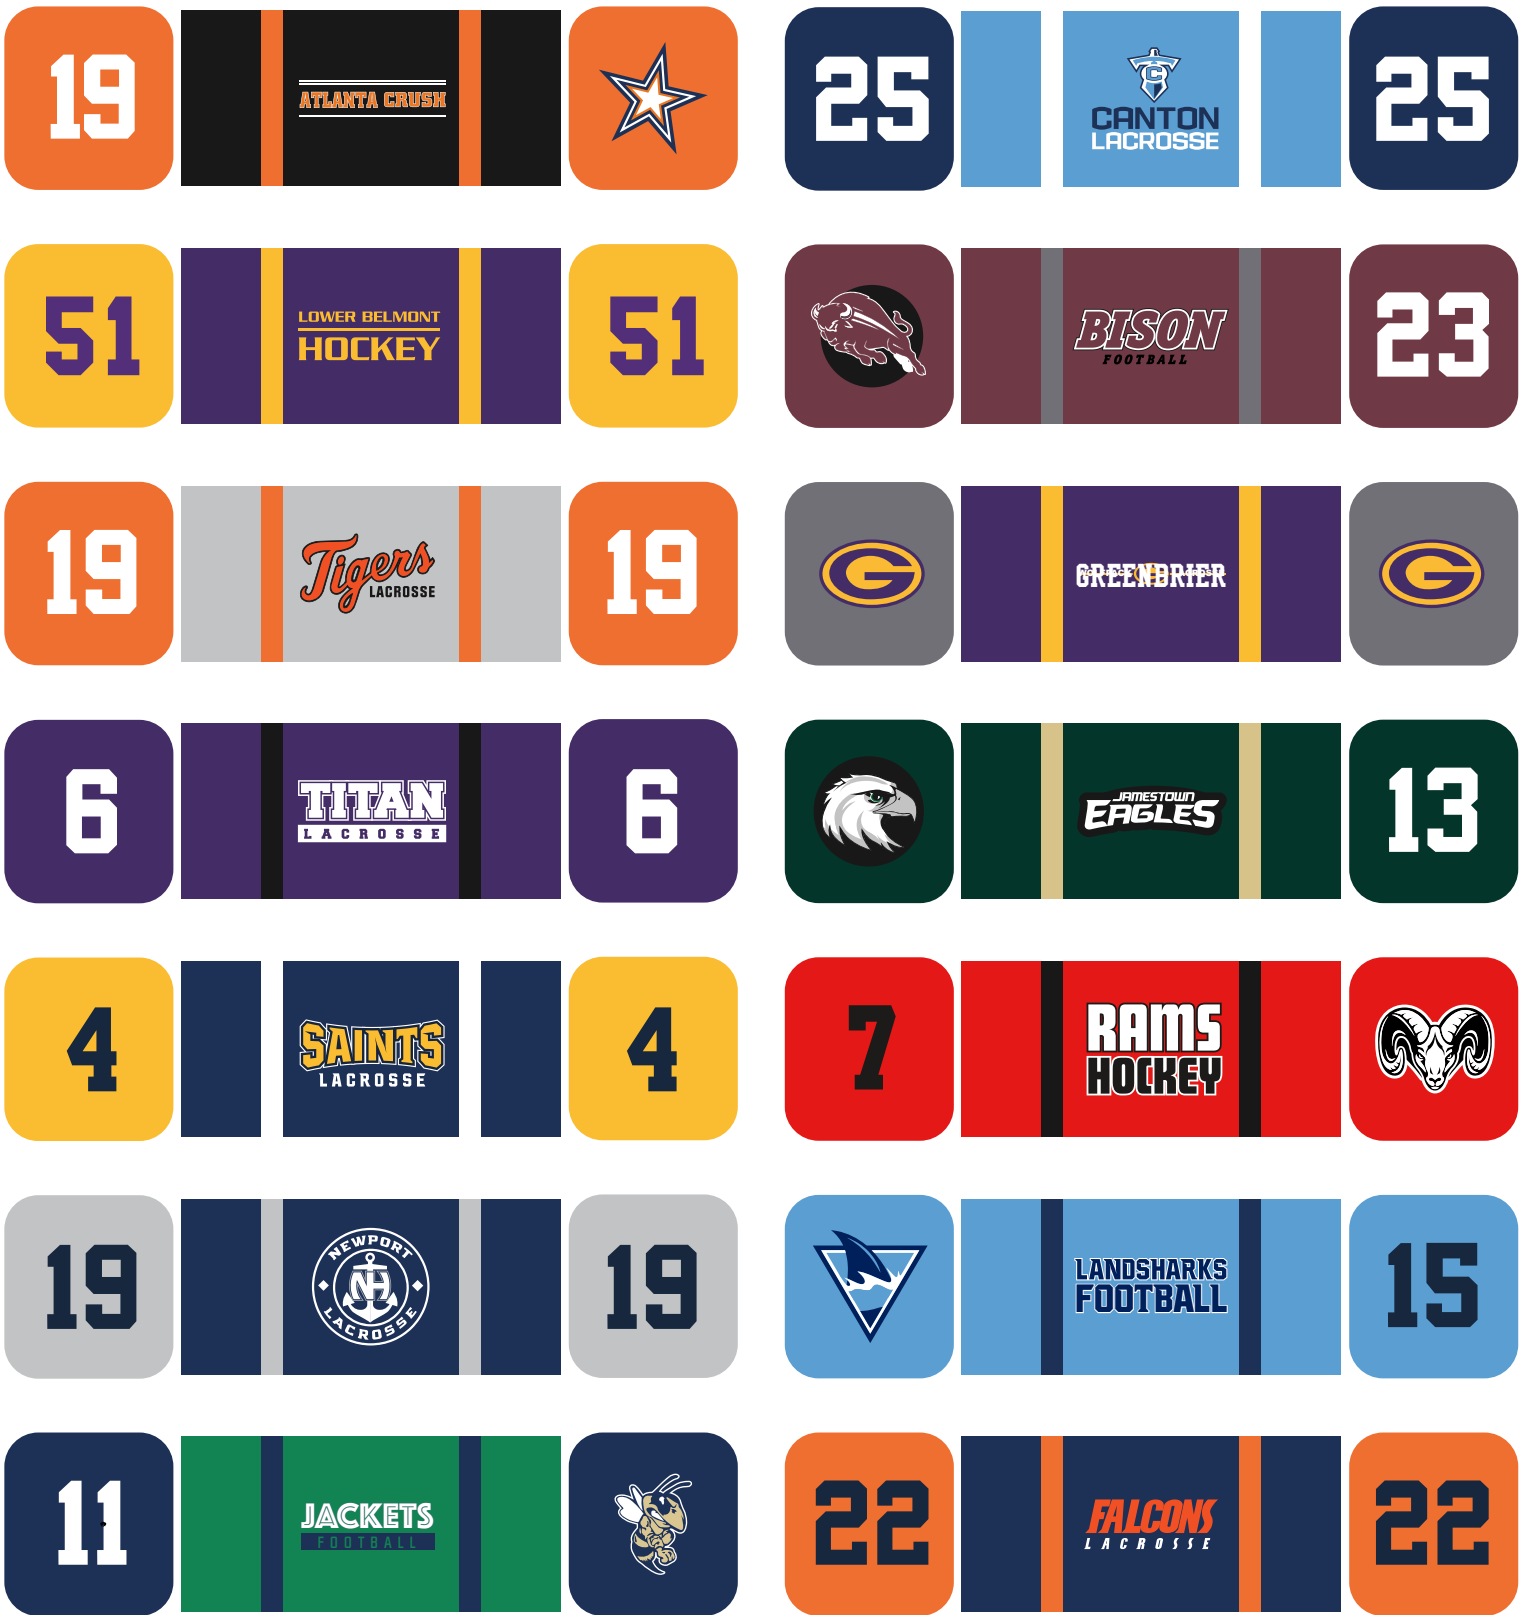 19
ATLANTA CRUSH
25
C
CANTON
LACROSSE
25
51
LOWER BELMONT
HOCKEY
51
BISON
FOOTBALL
23
19
Tigers
LACROSSE
19
G
GREENBRIER
G
6
TITAN
LACROSSE
6
JAMESTOWN
EAGLES
13
4
SAINTS
LACROSSE
4
7
RAMS
HOCKEY
19
NEWPORT
NH
LACROSSE
19
LANDSHARKS
FOOTBALL
15
11
JACKETS
FOOTBALL
22
FALCONS
LACROSSE
22